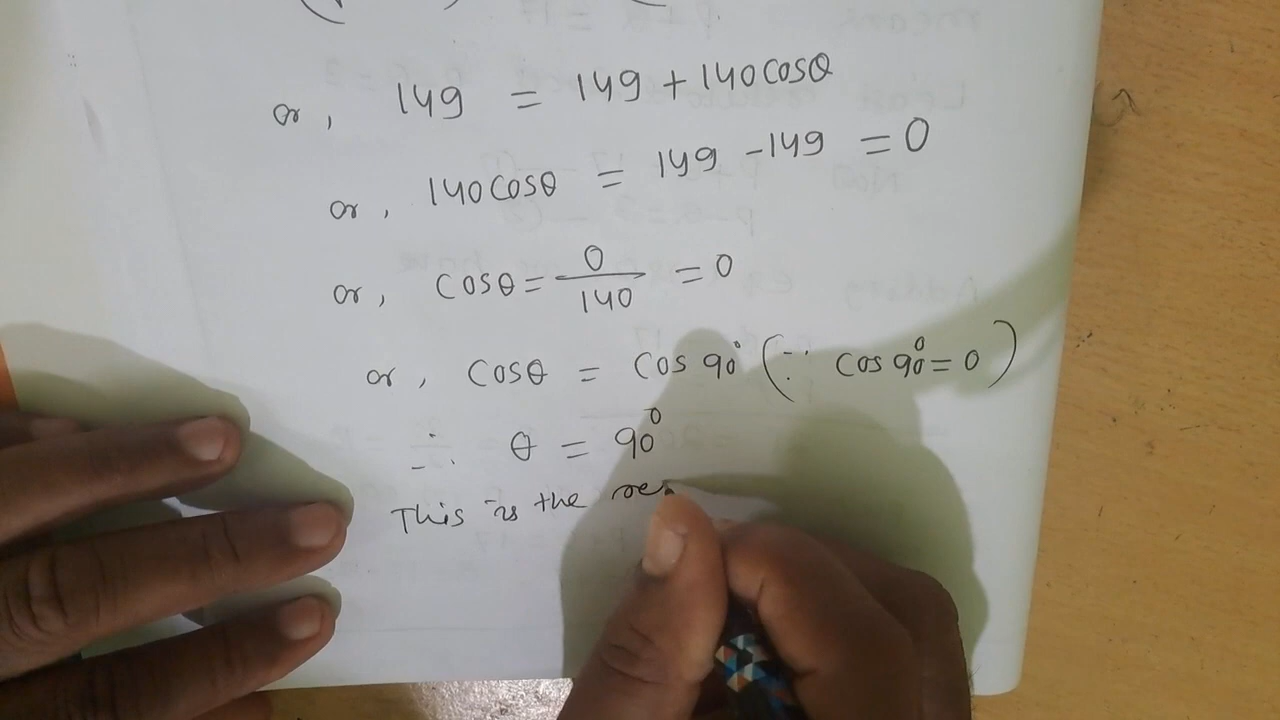 or, 149 = 149 + 140 cosθ
or, 140 cosθ = 149 - 149 = 0
or, cosθ = 0/140 = 0
or, cosθ = cos 90° (∵ cos 90° = 0)
∴ θ = 90°
This is the re